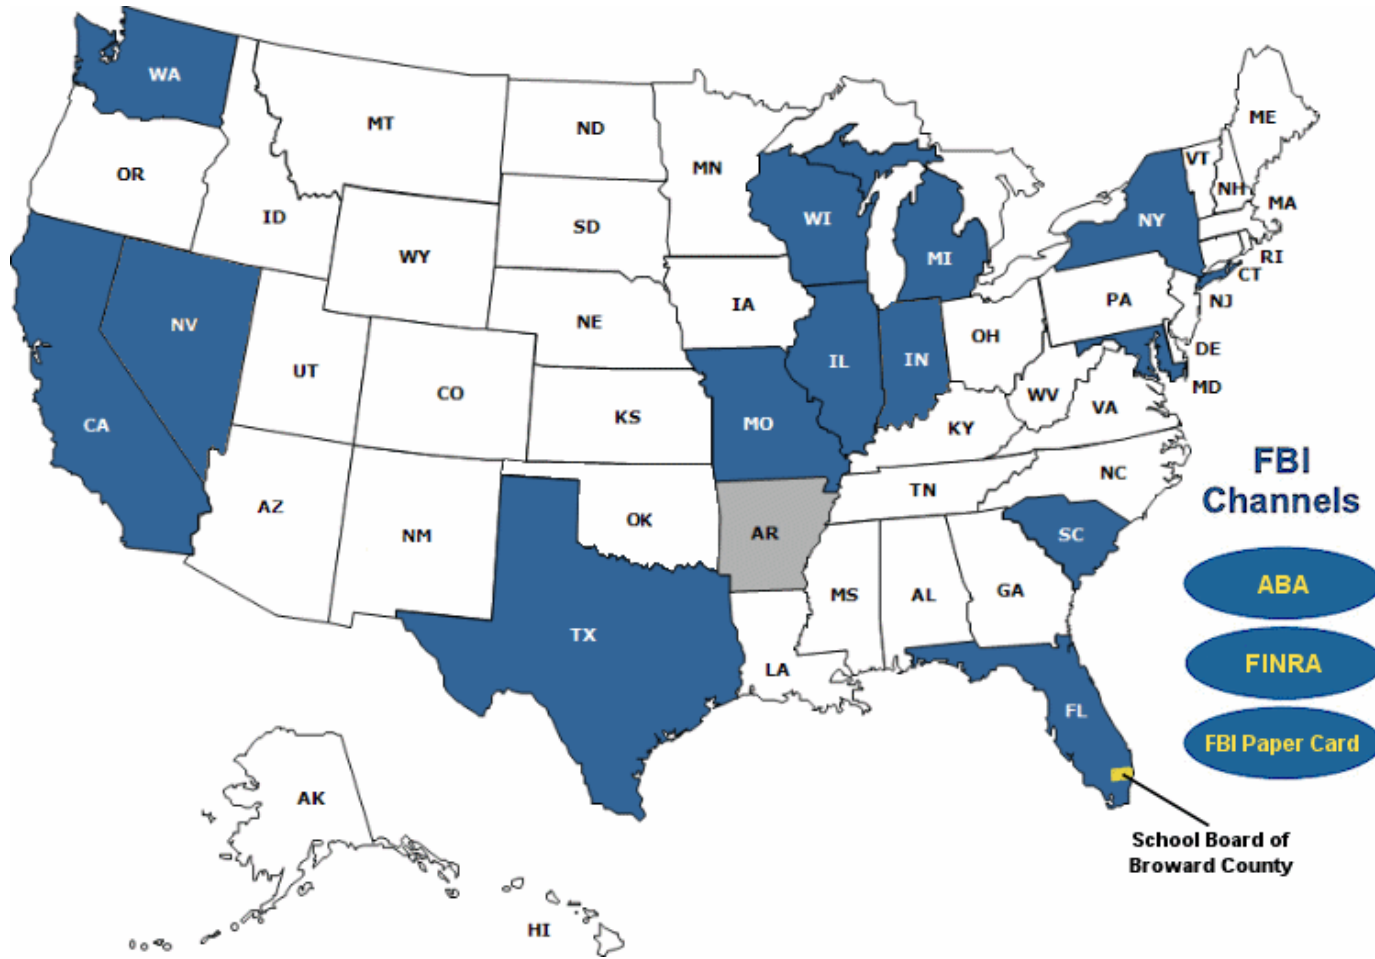 WA
MT
ND
MN
ME
VT
NH
OR
ID
SD
WI
MI
NY
MA
WY
RI
CT
NV
NE
IA
PA
NJ
UT
CO
IL
IN
OH
DE
MD
CA
KS
MO
KY
WV
VA
AZ
NM
OK
AR
TN
NC
SC
MS
AL
GA
TX
LA
FL
AK
HI
FBI
Channels
ABA
FINRA
FBI Paper Card
School Board of
Broward County